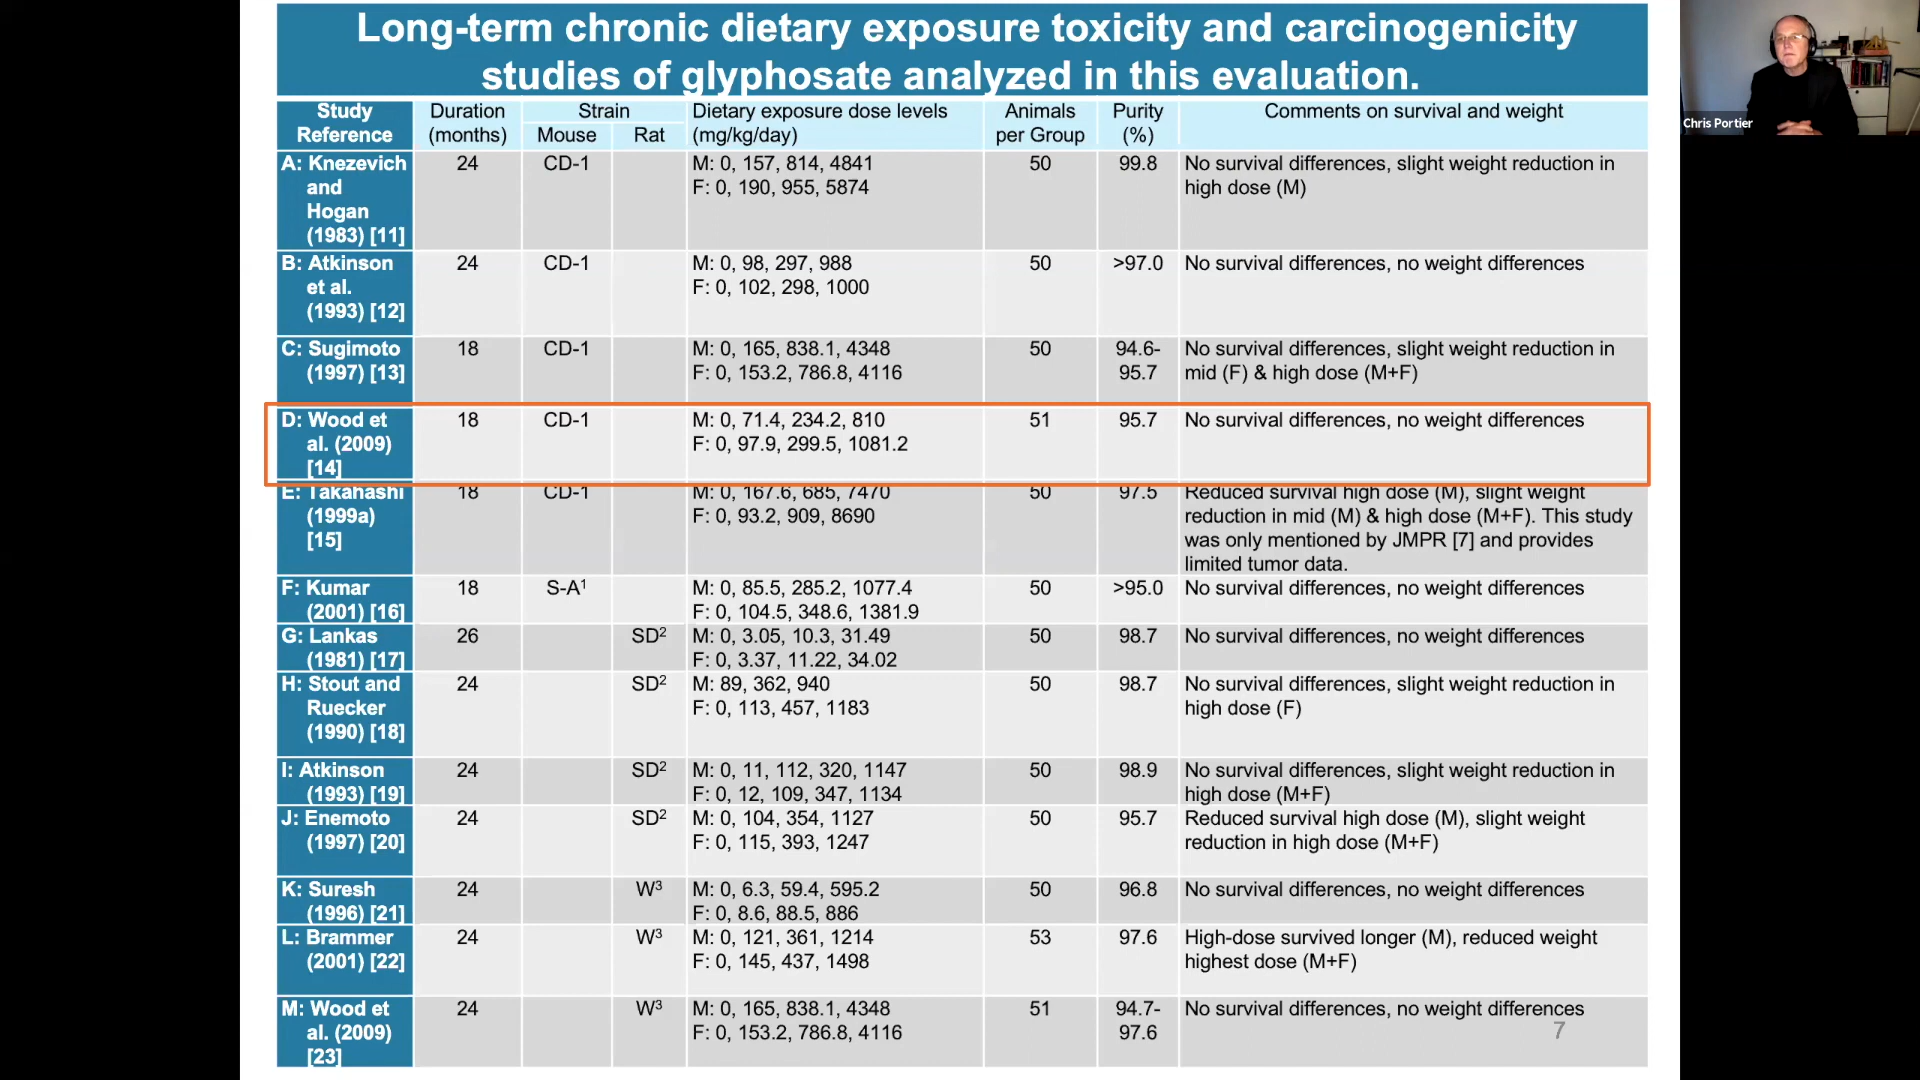 Long-term chronic dietary exposure toxicity and carcinogenicity
studies of glyphosate analyzed in this evaluation.
Study Reference Duration (months) Strain Mouse Rat Dietary exposure dose levels (mg/kg/day) Animals per Group Purity (%) Comments on survival and weight
A: Knezevich 24 CD-1 M: 0, 157, 814, 4841 50 99.8 No survival differences, slight weight reduction in
and F: 0, 190, 955, 5874 high dose (M)
Hogan
(1983) [11]
B: Atkinson 24 CD-1 M: 0, 98, 297, 988 50 >97.0 No survival differences, no weight differences
et al. F: 0, 102, 298, 1000
(1993) [12]
C: Sugimoto 18 CD-1 M: 0, 165, 838.1, 4348 50 94.6- No survival differences, slight weight reduction in
(1997) [13] F: 0, 153.2, 786.8, 4116 95.7 mid (F) & high dose (M+F)
D: Wood et 18 CD-1 M: 0, 71.4, 234.2, 810 51 95.7 No survival differences, no weight differences
al. (2009) F: 0, 97.9, 299.5, 1081.2
[14]
E: Takahashi 18 CD-1 M: 0, 167.6, 685, 7470 50 97.5 Reduced survival high dose (M), slight weight
(1999a) F: 0, 93.2, 909, 8690 reduction in mid (M) & high dose (M+F). This study
[15] was only mentioned by JMPR [7] and provides
limited tumor data.
F: Kumar 18 S-A¹ M: 0, 85.5, 285.2, 1077.4 50 >95.0 No survival differences, no weight differences
(2001) [16] F: 0, 104.5, 348.6, 1381.9
G: Lankas 26 SD² M: 0, 3.05, 10.3, 31.49 50 98.7 No survival differences, no weight differences
(1981) [17] F: 0, 3.37, 11.22, 34.02
H: Stout and 24 SD² M: 89, 362, 940 50 98.7 No survival differences, slight weight reduction in
Ruecker F: 0, 113, 457, 1183 high dose (F)
(1990) [18]
I: Atkinson 24 SD² M: 0, 11, 112, 320, 1147 50 98.9 No survival differences, slight weight reduction in
(1993) [19] F: 0, 12, 109, 347, 1134 high dose (M+F)
J: Enemoto 24 SD² M: 0, 104, 354, 1127 50 95.7 Reduced survival high dose (M), slight weight
(1997) [20] F: 0, 115, 393, 1247 reduction in high dose (M+F)
K: Suresh 24 W³ M: 0, 6.3, 59.4, 595.2 50 96.8 No survival differences, no weight differences
(1996) [21] F: 0, 8.6, 88.5, 886
L: Brammer 24 W³ M: 0, 121, 361, 1214 53 97.6 High-dose survived longer (M), reduced weight
(2001) [22] F: 0, 145, 437, 1498 highest dose (M+F)
M: Wood et 24 W³ M: 0, 165, 838.1, 4348 51 94.7- No survival differences, no weight differences
al. (2009) F: 0, 153.2, 786.8, 4116 97.6
[23]
7
Chris Portier